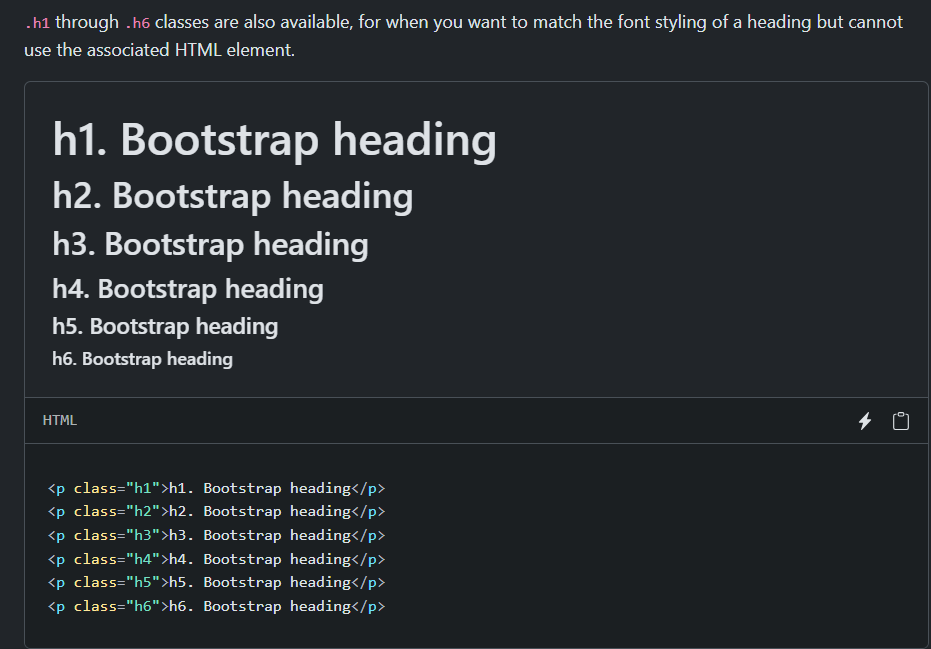 .h1 through .h6 classes are also available, for when you want to match the font styling of a heading but cannot
use the associated HTML element.
h1. Bootstrap heading
h2. Bootstrap heading
h3. Bootstrap heading
h4. Bootstrap heading
h5. Bootstrap heading
h6. Bootstrap heading
HTML
<p class="h1">h1. Bootstrap heading</p>
<p class="h2">h2. Bootstrap heading</p>
<p class="h3">h3. Bootstrap heading</p>
<p class="h4">h4. Bootstrap heading</p>
<p class="h5">h5. Bootstrap heading</p>
<p class="h6">h6. Bootstrap heading</p>